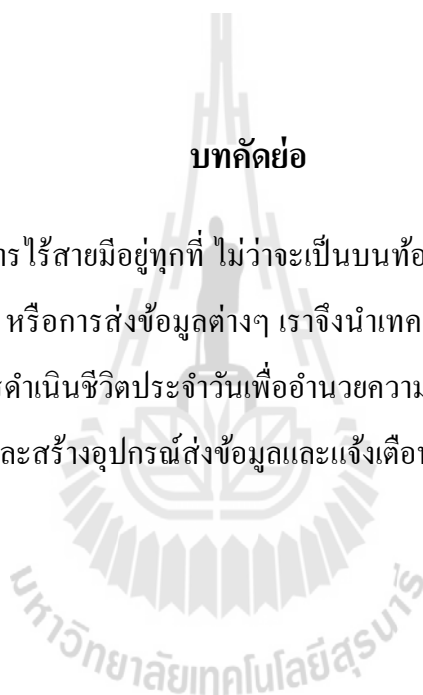 บทคัดย่อ
ารไร้สายมีอยู่ทุกที่ ไม่ว่าจะเป็นบนท้อ
หรือการส่งข้อมูลต่างๆ เราจึงนำเทค
รดำเนินชีวิตประจำวันเพื่ออำนวยความ
ละสร้างอุปกรณ์ส่งข้อมูลและแจ้งเตือน
มหาวิทยาลัยเทคโนโลยีสุรนารี